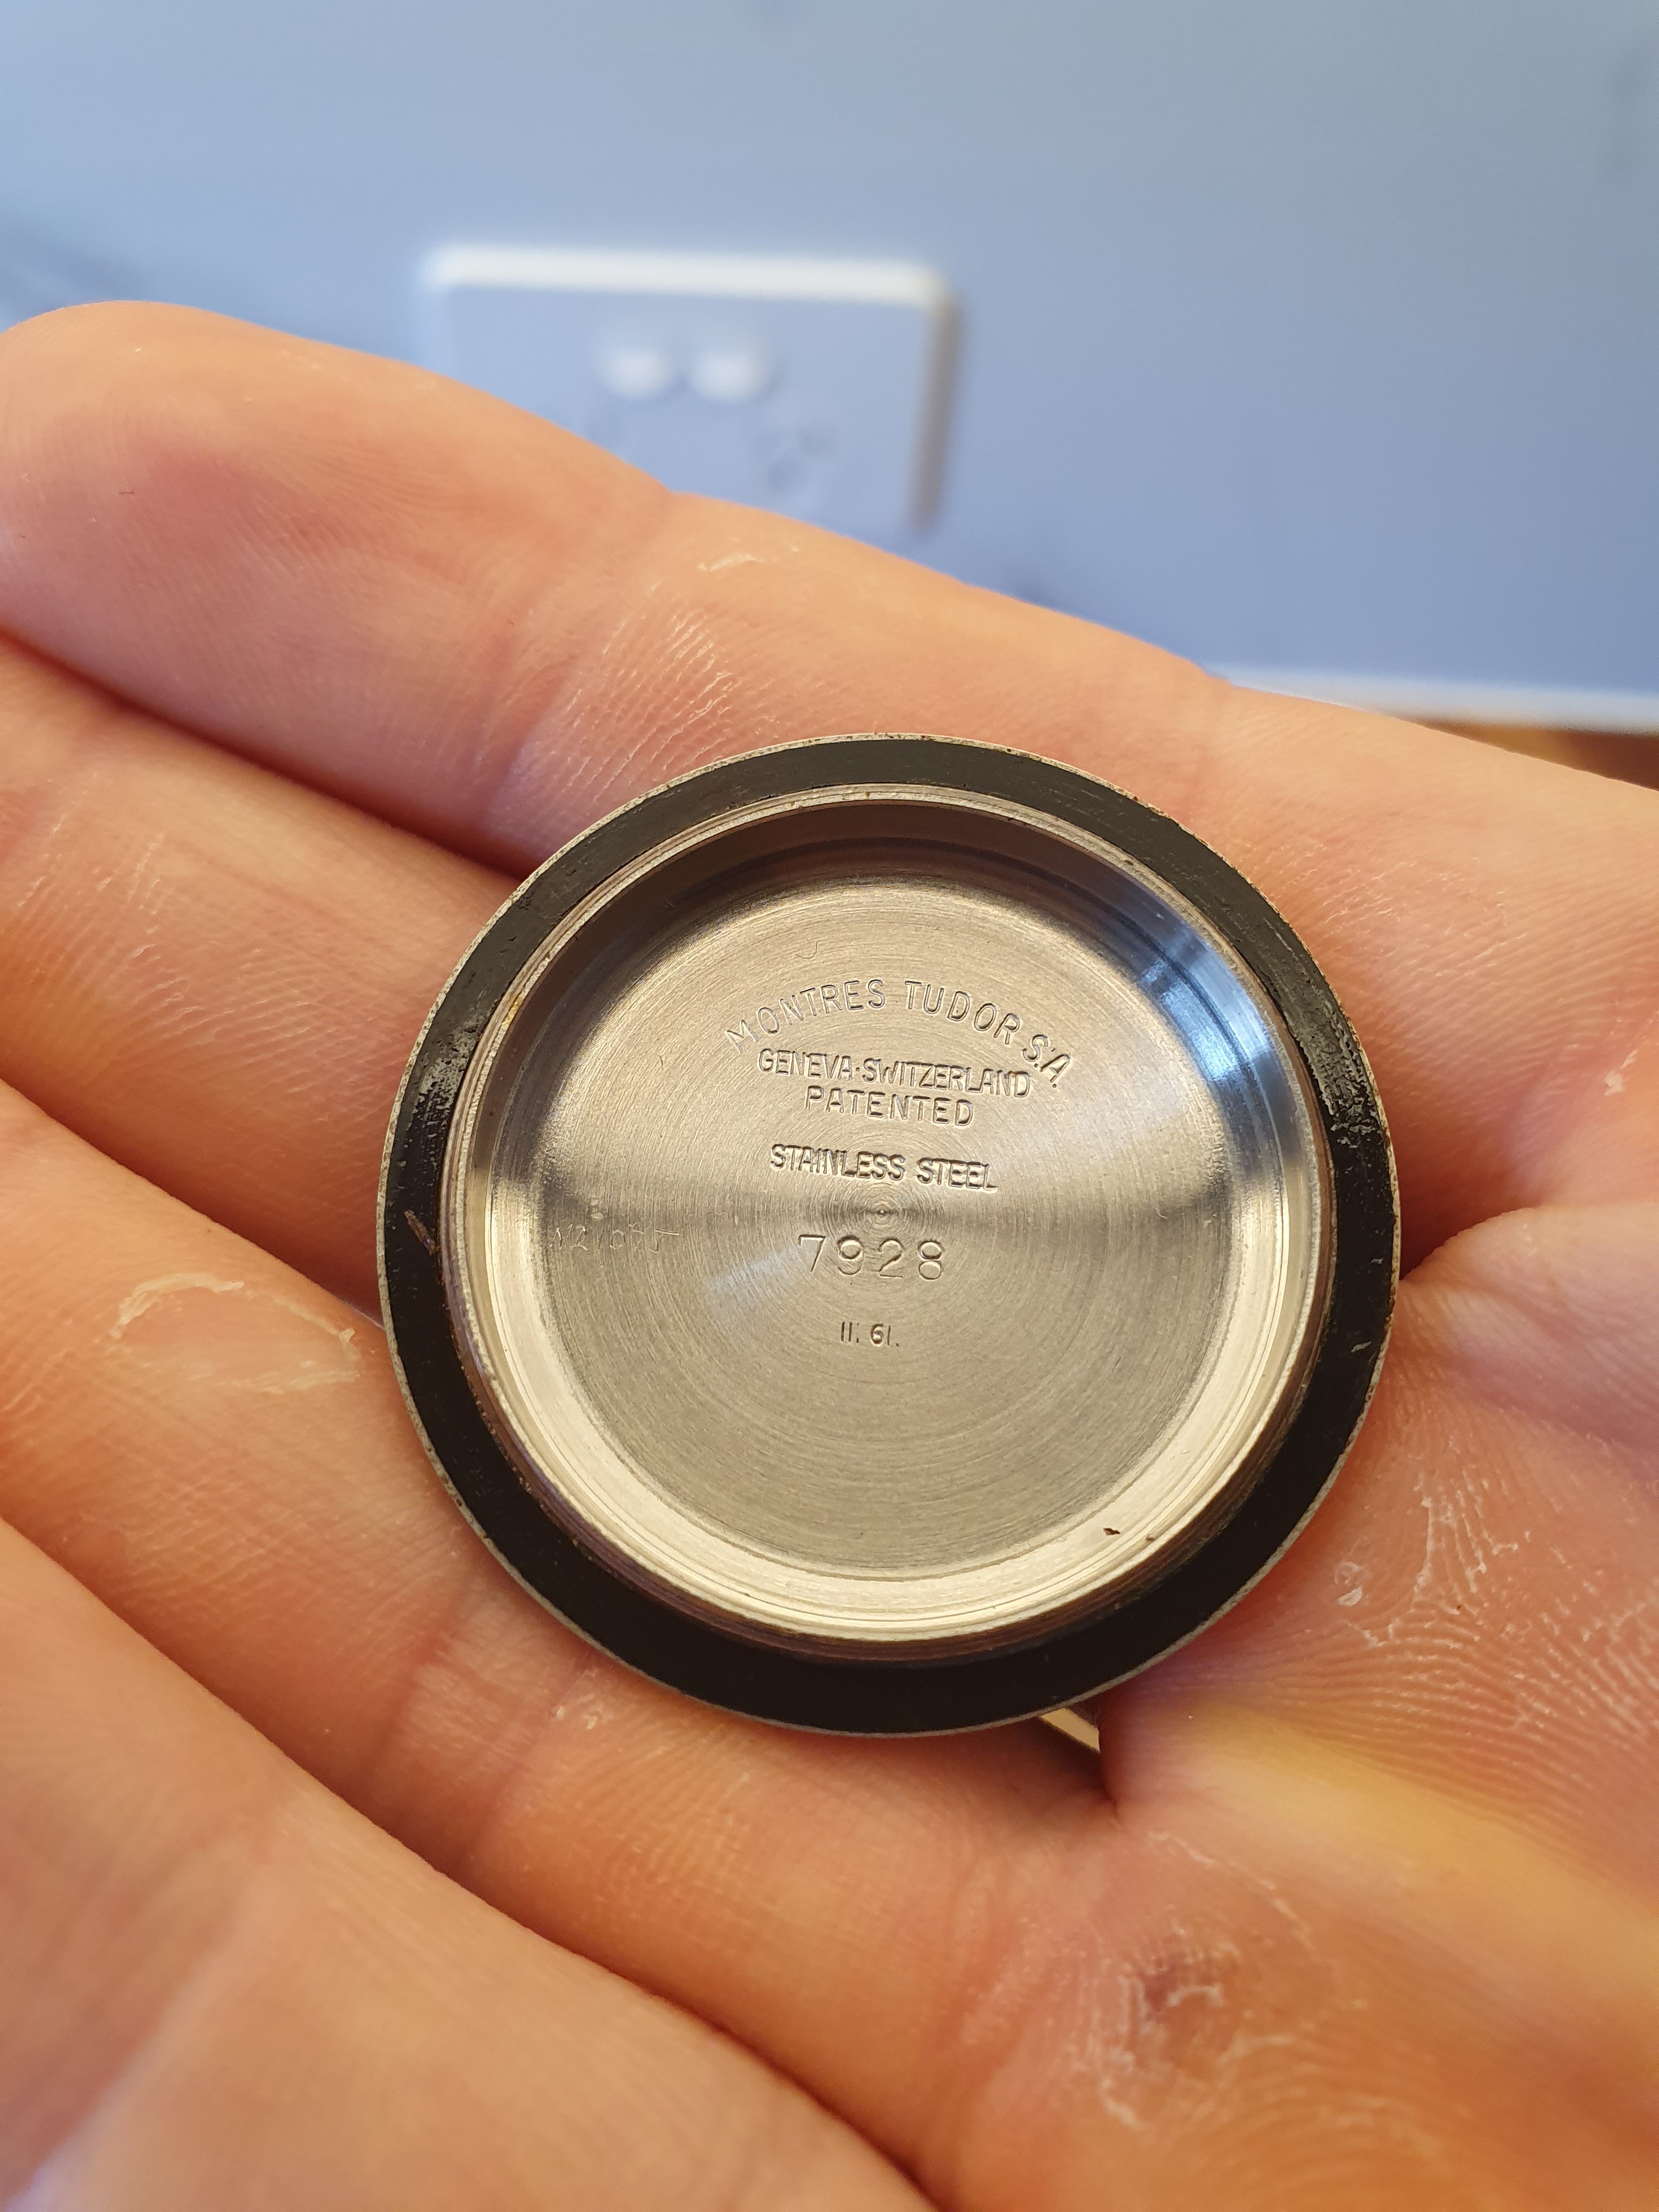 MONTRES TUDOR S.A.
GENEVA·SWITZERLAND
PATENTED
STAINLESS STEEL
7928
II. 61.